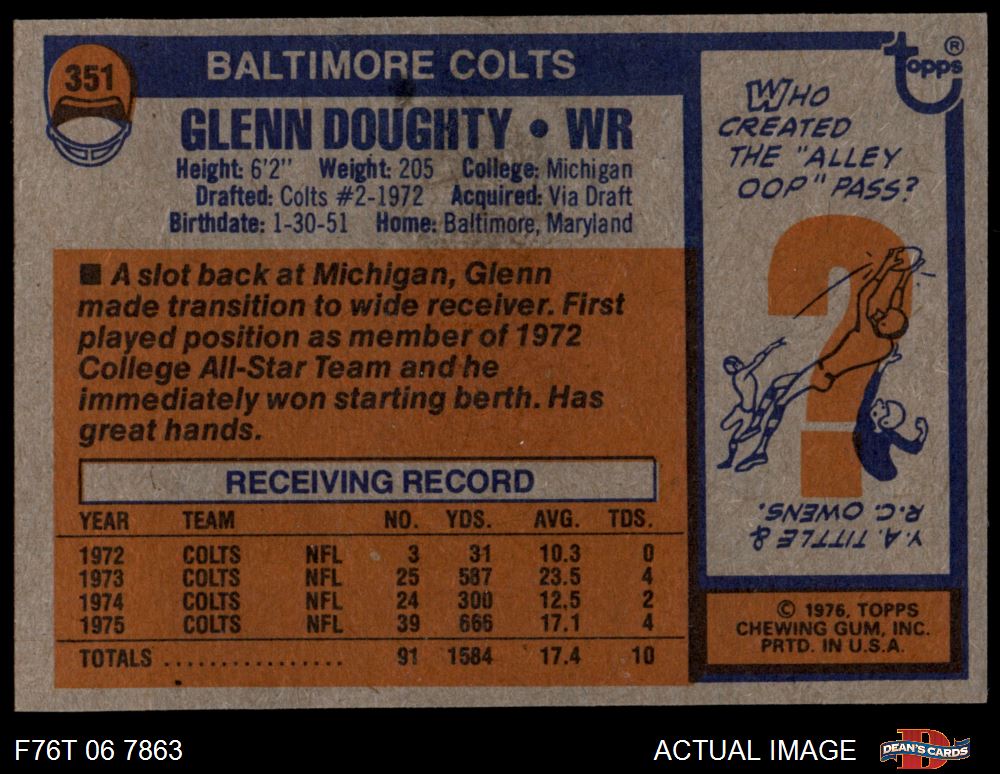 351
BALTIMORE COLTS
GLENN DOUGHTY • WR
Height: 6'2" Weight: 205 College: Michigan
Drafted: Colts #2-1972 Acquired: Via Draft
Birthdate: 1-30-51 Home: Baltimore, Maryland
■ A slot back at Michigan, Glenn
made transition to wide receiver. First
played position as member of 1972
College All-Star Team and he
immediately won starting berth. Has
great hands.
RECEIVING RECORD
YEAR TEAM NO. YDS. AVG. TDS.
1972 COLTS NFL 3 31 10.3 0
1973 COLTS NFL 25 587 23.5 4
1974 COLTS NFL 24 300 12.5 2
1975 COLTS NFL 39 666 17.1 4
TOTALS ................ 91 1584 17.4 10
topps ®
WHO
CREATED
THE "ALLEY
OOP" PASS?
?
Y.A. TITTLE &
R.C. OWENS.
© 1976, TOPPS
CHEWING GUM, INC.
PRTD. IN U.S.A.
F76T 06 7863
ACTUAL IMAGE
DEAN'S CARDS